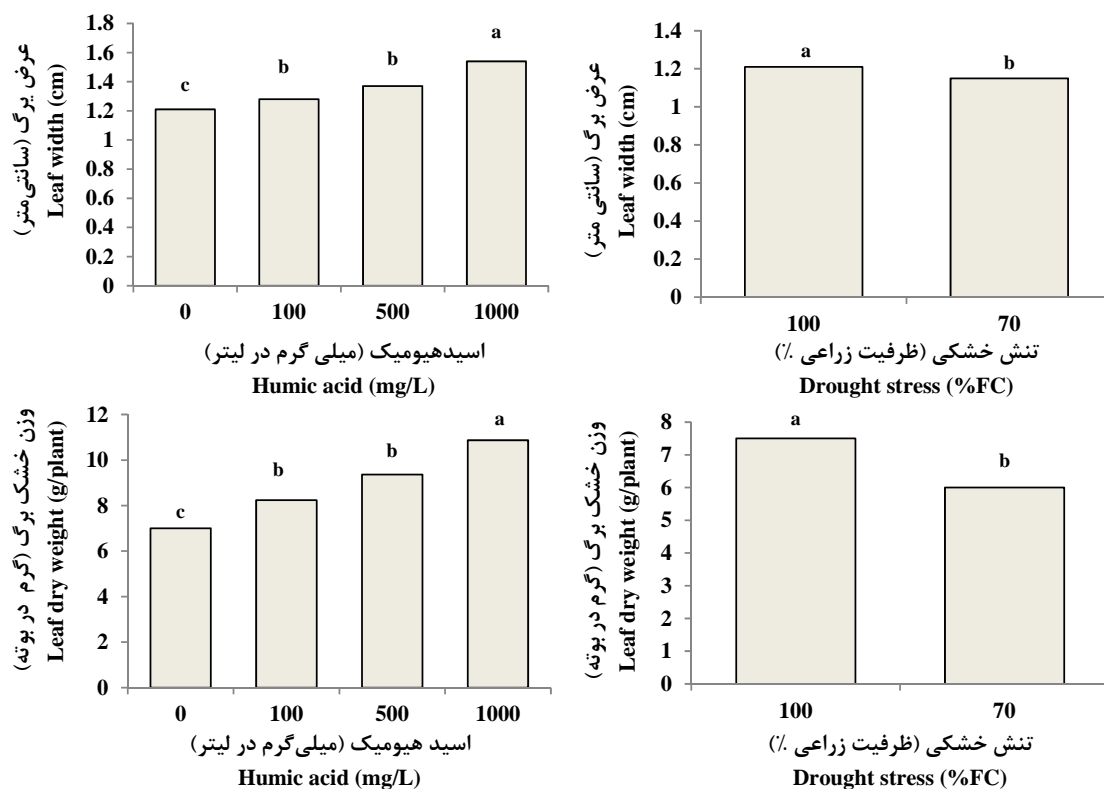 عرض برگ (سانتی‌متر)
Leaf width (cm)
1.8
1.6
1.4
1.2
1
0.8
0.6
0.4
0.2
0
c
b
b
a
0 100 500 1000
اسیدهیومیک (میلی گرم در لیتر)
Humic acid (mg/L)
عرض برگ (سانتی متر)
Leaf width (cm)
1.4
1.2
1
0.8
0.6
0.4
0.2
0
a
b
100 70
تنش خشکی (ظرفیت زراعی ٪)
Drought stress (%FC)
وزن خشک برگ (گرم در بوته)
Leaf dry weight (g/plant)
12
10
8
6
4
2
0
c
b
b
a
0 100 500 1000
اسید هیومیک (میلی‌گرم در لیتر)
Humic acid (mg/L)
وزن خشک برگ (گرم در بوته)
Leaf dry weight (g/plant)
8
7
6
5
4
3
2
1
0
a
b
100 70
تنش خشکی (ظرفیت زراعی ٪)
Drought stress (%FC)